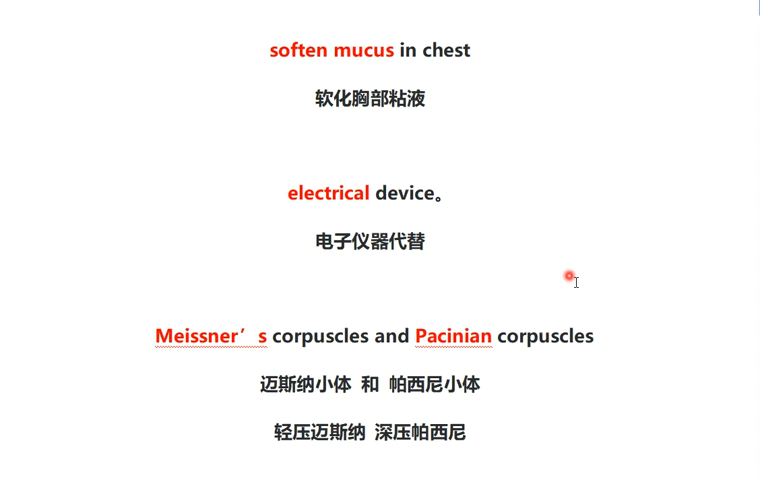 soften mucus in chest
软化胸部粘液
electrical device。
电子仪器代替
Meissner’s corpuscles and Pacinian corpuscles
迈斯纳小体 和 帕西尼小体
轻压迈斯纳 深压帕西尼